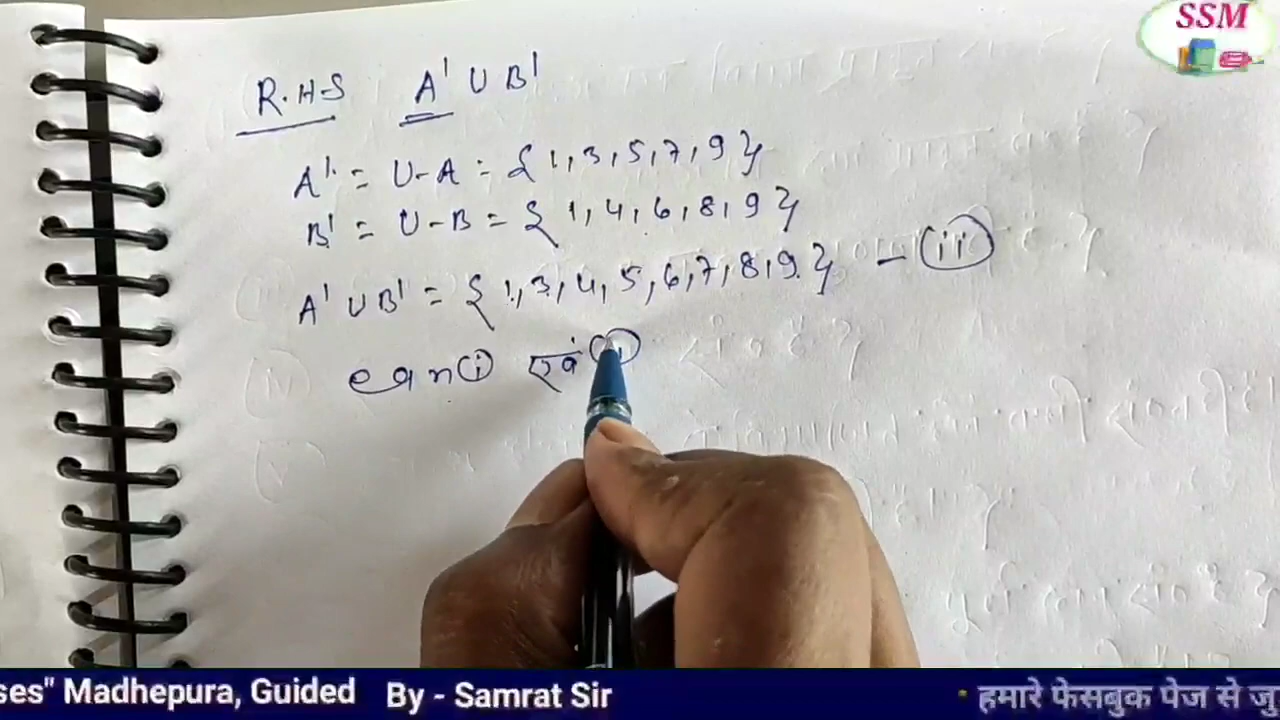 SSM
R.H-S A' ∪ B'
A' = U-A = {1,3,5,7,9}
B' = U-B = {1,4,6,8,9}
A' ∪ B' = {1,3,4,5,6,7,8,9} - (ii)
eqn (i) एवं
ses" Madhepura, Guided By - Samrat Sir • हमारे फेसबुक पेज से जु